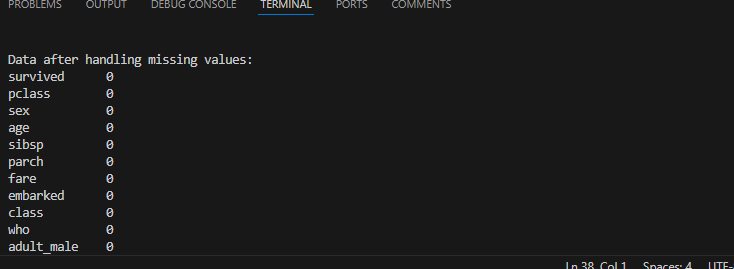 PROBLEMS OUTPUT DEBUG CONSOLE TERMINAL PORTS COMMENTS
Data after handling missing values:
survived 0
pclass 0
sex 0
age 0
sibsp 0
parch 0
fare 0
embarked 0
class 0
who 0
adult_male 0
Ln 38, Col 1 Spaces: 4 UTF-